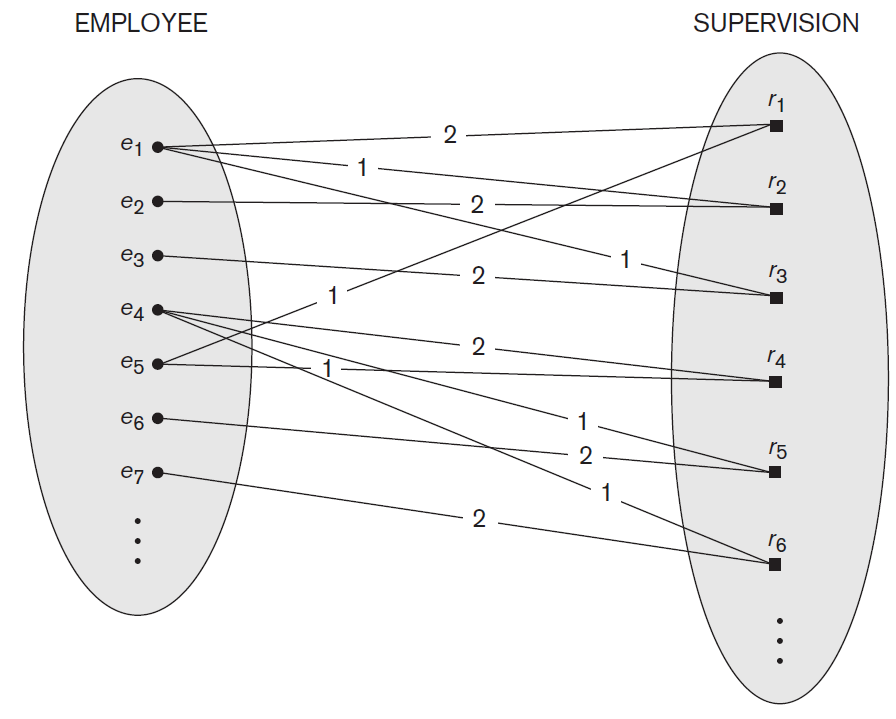 EMPLOYEE
SUPERVISION
e1
e2
e3
e4
e5
e6
e7
2
1
2
1
2
1
2
1
1
2
1
2
r1
r2
r3
r4
r5
r6